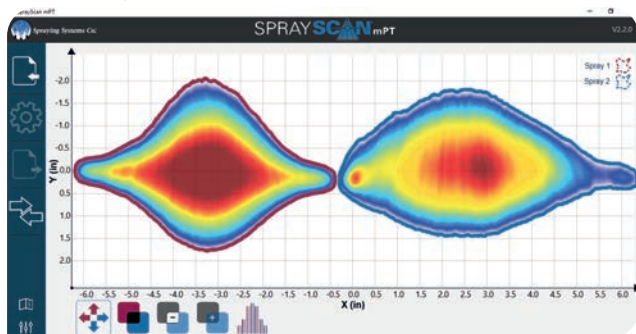 SprayScan mPT
Spraying Systems Co.
SPRAYSCAN mPT
V2.2.0
Spray 1
Spray 2
-2.0
-1.5
-1.0
-0.5
0.0
0.5
1.0
1.5
2.0
Y (in)
-6.0 -5.5 -5.0 -4.5 -4.0 -3.5 -3.0 -2.5 -2.0 -1.5 -1.0 -0.5 0.0 0.5 1.0 1.5 2.0 2.5 3.0 3.5 4.0 4.5 5.0 5.5 6.0
X (in)